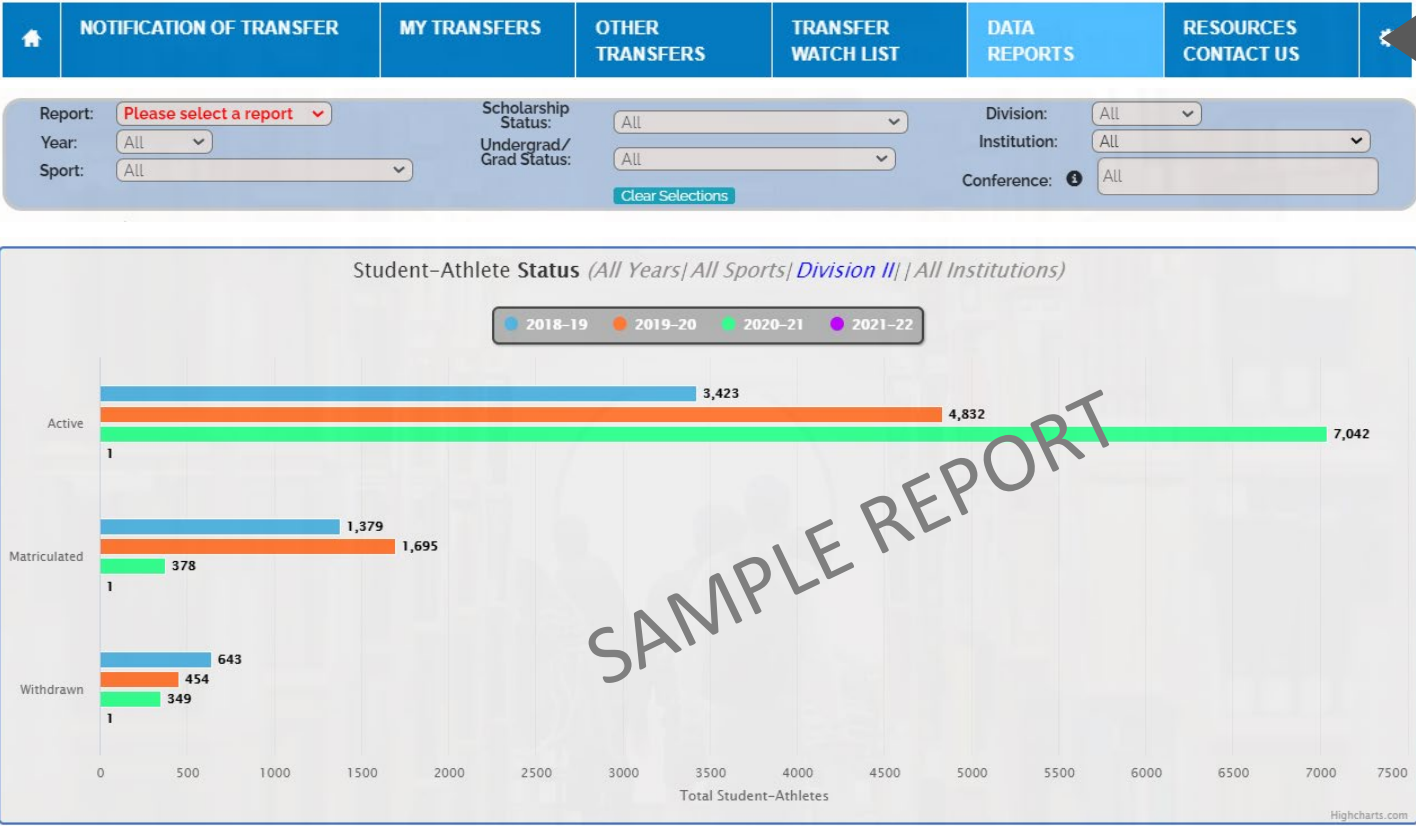 NOTIFICATION OF TRANSFER
MY TRANSFERS
OTHER
TRANSFERS
TRANSFER
WATCH LIST
DATA
REPORTS
RESOURCES
CONTACT US
Report: Please select a report
Year: All
Sport: All
Scholarship
Status: All
Undergrad/
Grad Status: All
Clear Selections
Division: All
Institution: All
Conference: All
Student-Athlete Status (All Years| All Sports| Division II| | All Institutions)
2018-19 2019-20 2020-21 2021-22
Active
3,423
4,832
7,042
1
Matriculated
1,379
1,695
378
1
Withdrawn
643
454
349
1
SAMPLE REPORT
0 500 1000 1500 2000 2500 3000 3500 4000 4500 5000 5500 6000 6500 7000 7500
Total Student-Athletes
Highcharts.com